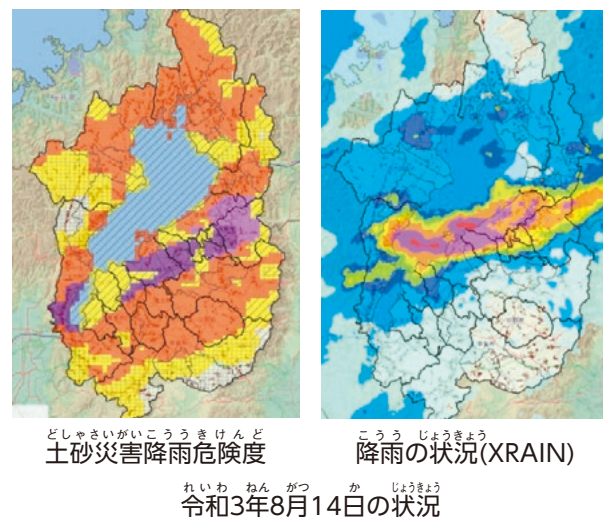 どしゃさいがいこううきけんど
土砂災害降雨危険度
こうう じょうきょう
降雨の状況(XRAIN)
れいわ ねん がつ か じょうきょう
令和3年8月14日の状況